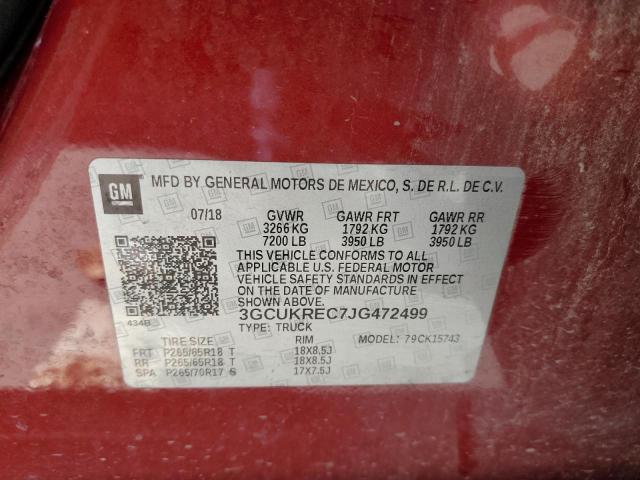 GM
MFD BY GENERAL MOTORS DE MEXICO, S. DE R.L. DE C.V.
07/18 GVWR GAWR FRT GAWR RR
3266 KG 1792 KG 1792 KG
7200 LB 3950 LB 3950 LB
THIS VEHICLE CONFORMS TO ALL
APPLICABLE U.S. FEDERAL MOTOR
VEHICLE SAFETY STANDARDS IN EFFECT
ON THE DATE OF MANUFACTURE
SHOWN ABOVE.
434B 3GCUKREC7JG472499
TYPE: TRUCK
TIRE SIZE RIM MODEL: 79CK15743
FRT P265/65R18 T 18X8.5J
RR P265/65R18 T 18X8.5J
SPA P265/70R17 S 17X7.5J